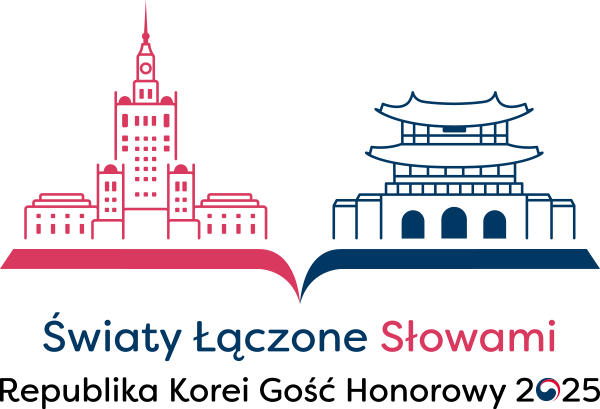 Światy Łączone Słowami
Republika Korei Gość Honorowy 2025